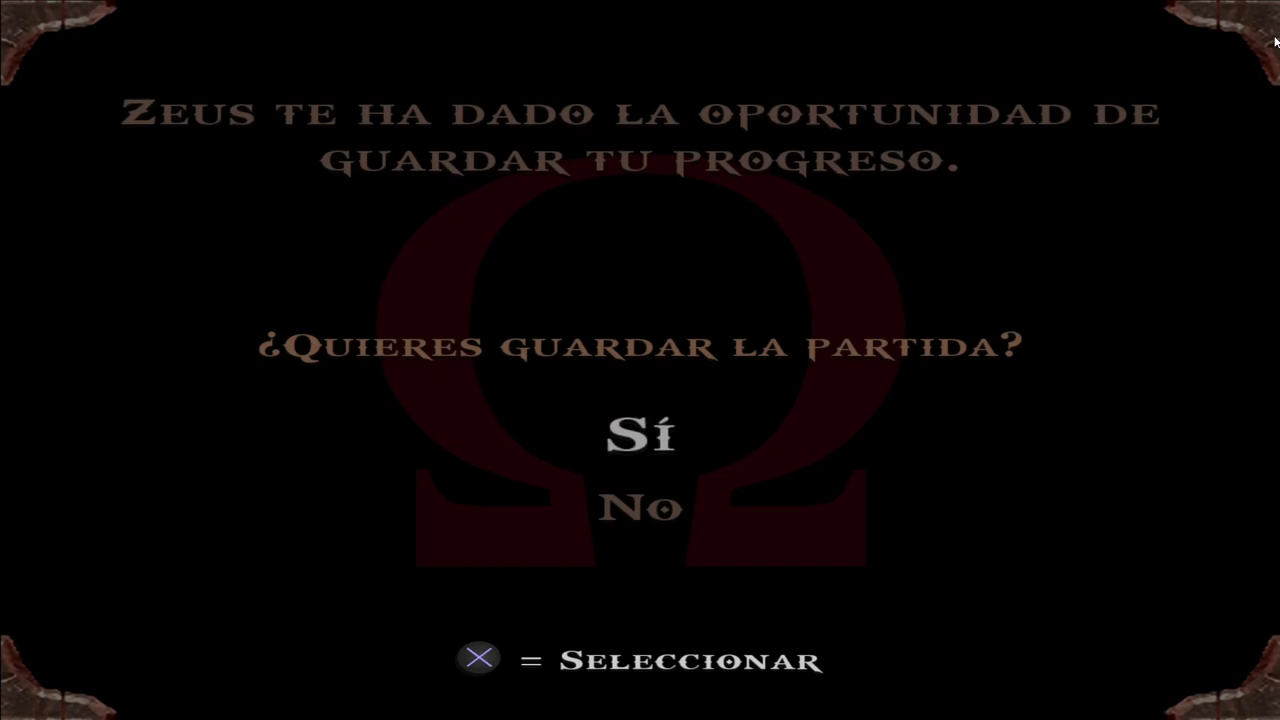 Zeus te ha dado la oportunidad de
guardar tu progreso.
¿Quieres guardar la partida?
Sí
No
= Seleccionar